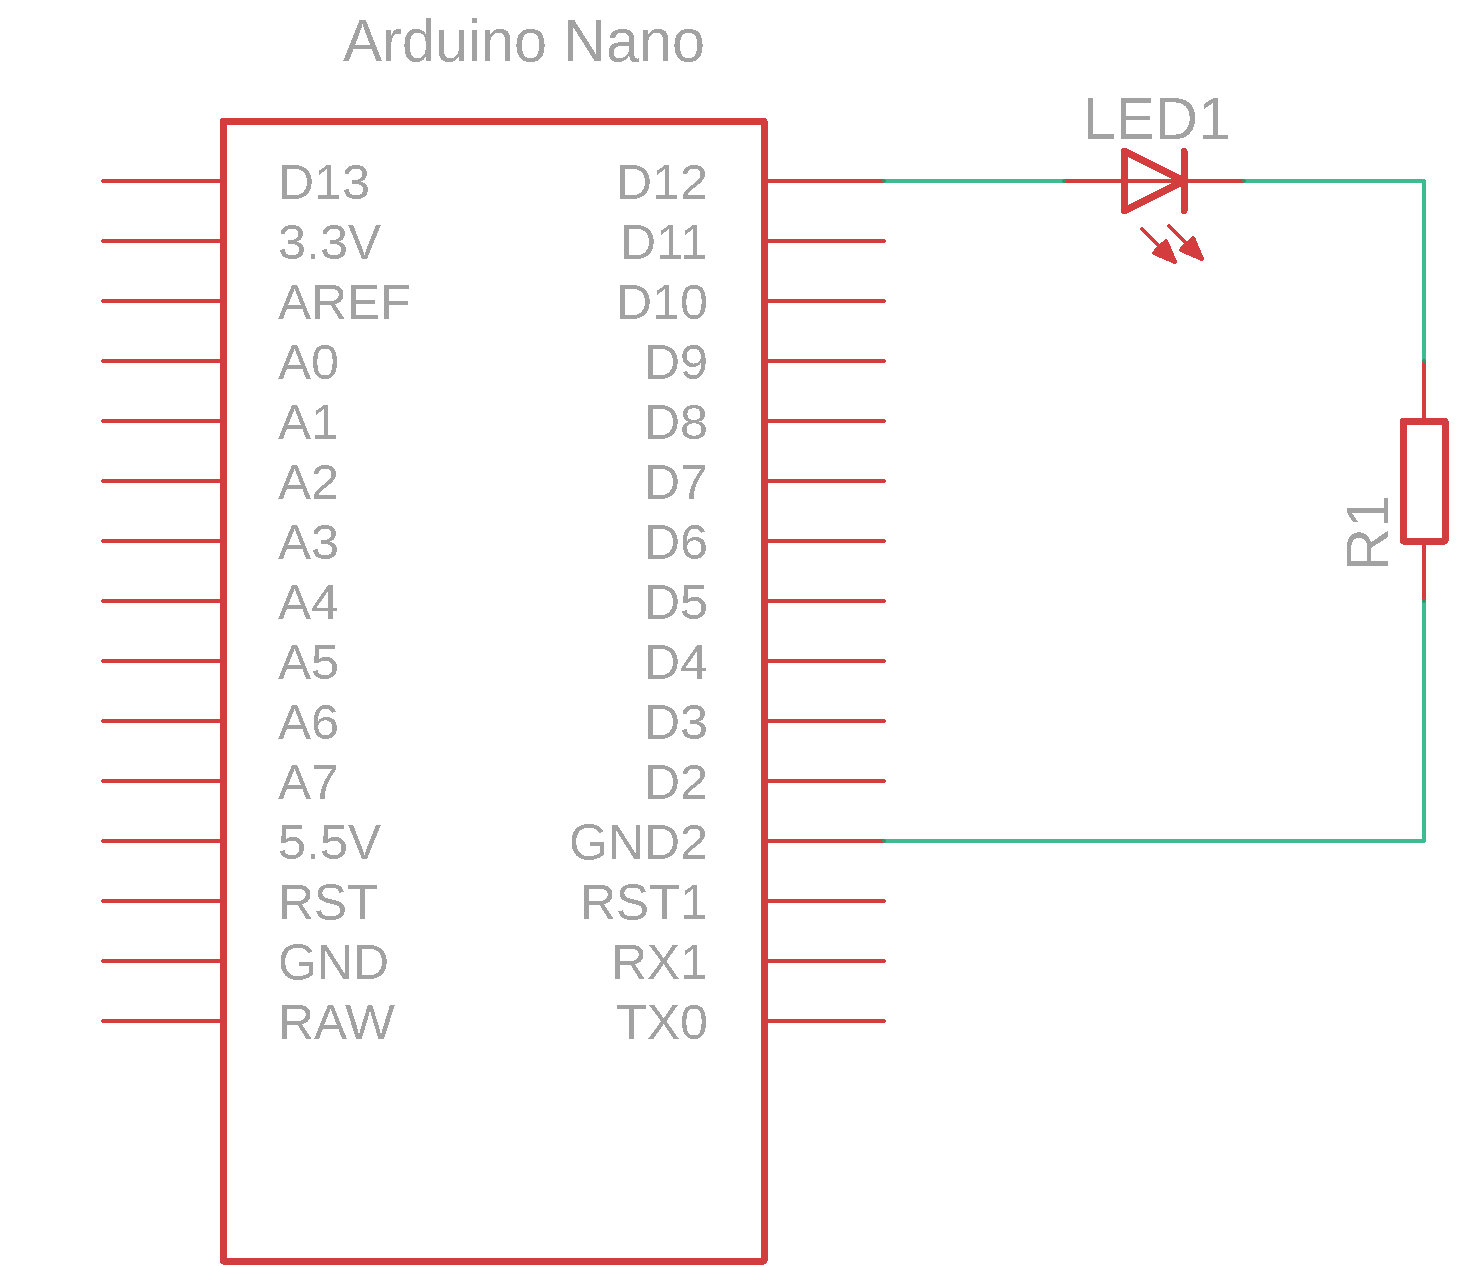 Arduino Nano
LED1
D13 D12
3.3V D11
AREF D10
A0 D9
A1 D8
A2 D7
A3 D6
A4 D5
A5 D4
A6 D3
A7 D2
5.5V GND2
RST RST1
GND RX1
RAW TX0
R1